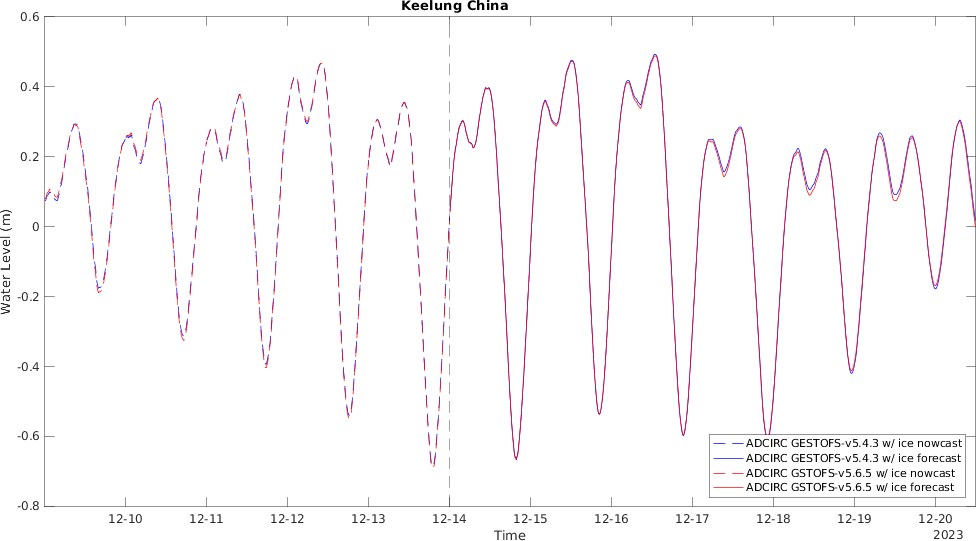 Keelung China
0.6
0.4
0.2
0
-0.2
-0.4
-0.6
-0.8
Water Level (m)
12-10
12-11
12-12
12-13
12-14
12-15
12-16
12-17
12-18
12-19
12-20
2023
Time
ADCIRC GESTOFS-v5.4.3 w/ ice nowcast
ADCIRC GESTOFS-v5.4.3 w/ ice forecast
ADCIRC GSTOFS-v5.6.5 w/ ice nowcast
ADCIRC GSTOFS-v5.6.5 w/ ice forecast